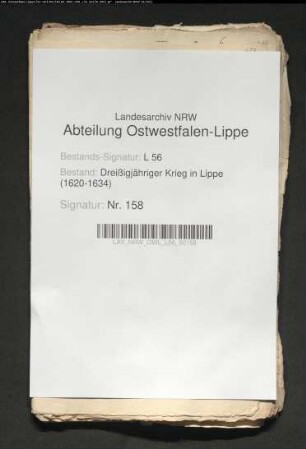 Landesarchiv NRW
Abteilung Ostwestfalen-Lippe
Bestands-Signatur: L 56
Bestand: Dreißigjähriger Krieg in Lippe
(1620-1634)
Signatur: Nr. 158